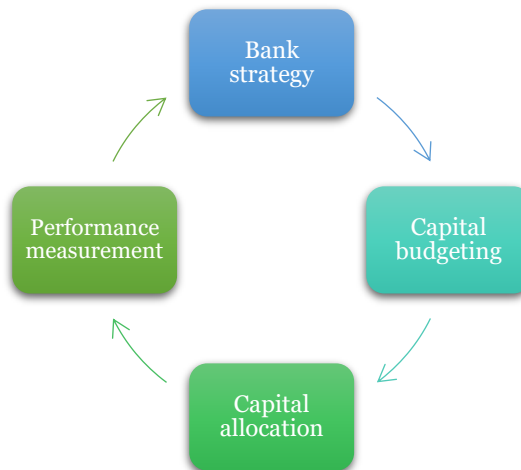 Bank
strategy
Capital
budgeting
Capital
allocation
Performance
measurement